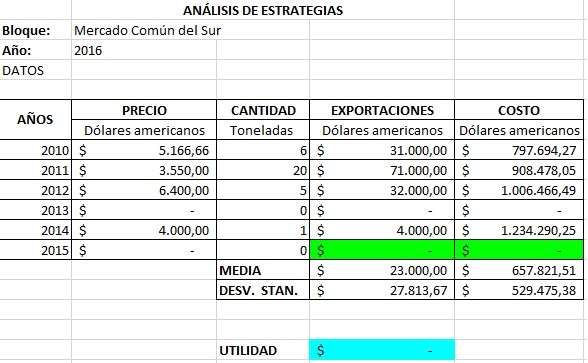 ANÁLISIS DE ESTRATEGIAS
Bloque: Mercado Común del Sur
Año: 2016
DATOS
AÑOS PRECIO CANTIDAD EXPORTACIONES COSTO
Dólares americanos Toneladas Dólares americanos Dólares americanos
2010 $ 5.166,66 6 $ 31.000,00 $ 797.694,27
2011 $ 3.550,00 20 $ 71.000,00 $ 908.478,05
2012 $ 6.400,00 5 $ 32.000,00 $ 1.006.466,49
2013 $ - 0 $ - $ -
2014 $ 4.000,00 1 $ 4.000,00 $ 1.234.290,25
2015 $ - 0 $ - $ -
MEDIA $ 23.000,00 $ 657.821,51
DESV. STAN. $ 27.813,67 $ 529.475,38
UTILIDAD $ -